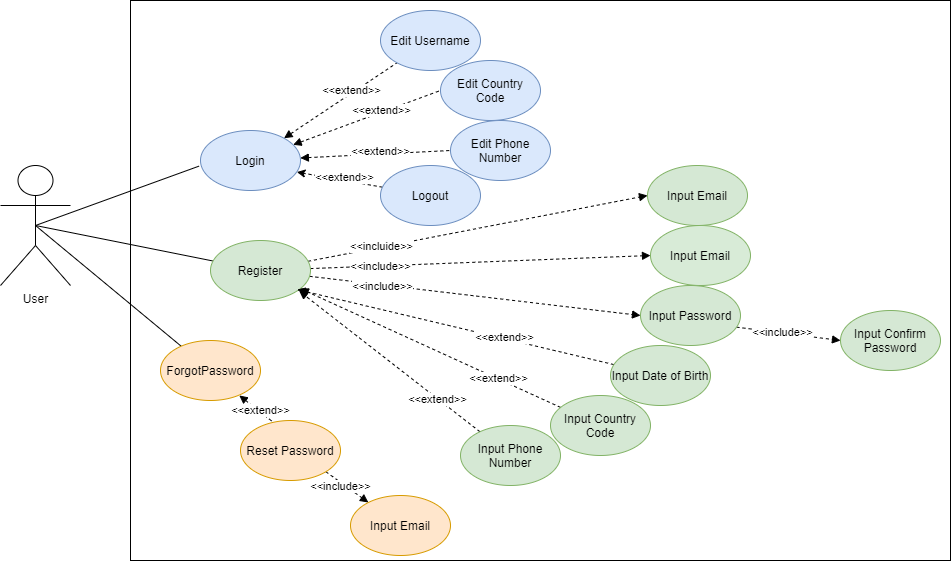 Edit Username
Edit Country
Code
<<extend>>
<<extend>>
Edit Phone
Number
<<extend>>
Login
<<extend>>
Logout
Input Email
<<incluide>>
Input Email
<<include>>
Register
<<include>>
User
Input Password
<<include>>
Input Confirm
Password
<<extend>>
ForgotPassword
Input Date of Birth
<<extend>>
<<extend>>
<<extend>>
Input Country
Code
Reset Password
Input Phone
Number
<<include>>
Input Email